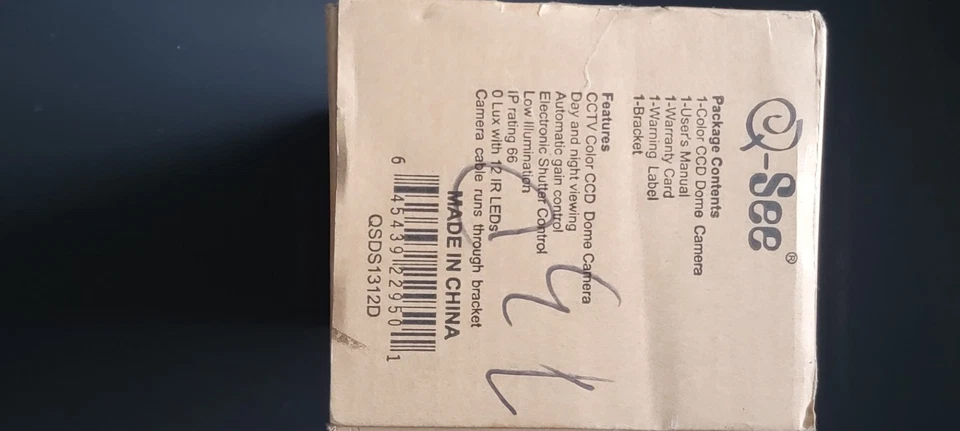 Q-See®
Package Contents
1-Color CCD Dome Camera
1-User's Manual
1-Warranty Card
1-Warning Label
1-Bracket
Features
CCTV Color CCD Dome Camera
Day and night viewing
Automatic gain control
Electronic Shutter Control
Low Illumination
IP rating 66
0 Lux with 12 IR LEDs
Camera cable runs through bracket
MADE IN CHINA
6 45439 22950 1
QSDS1312D